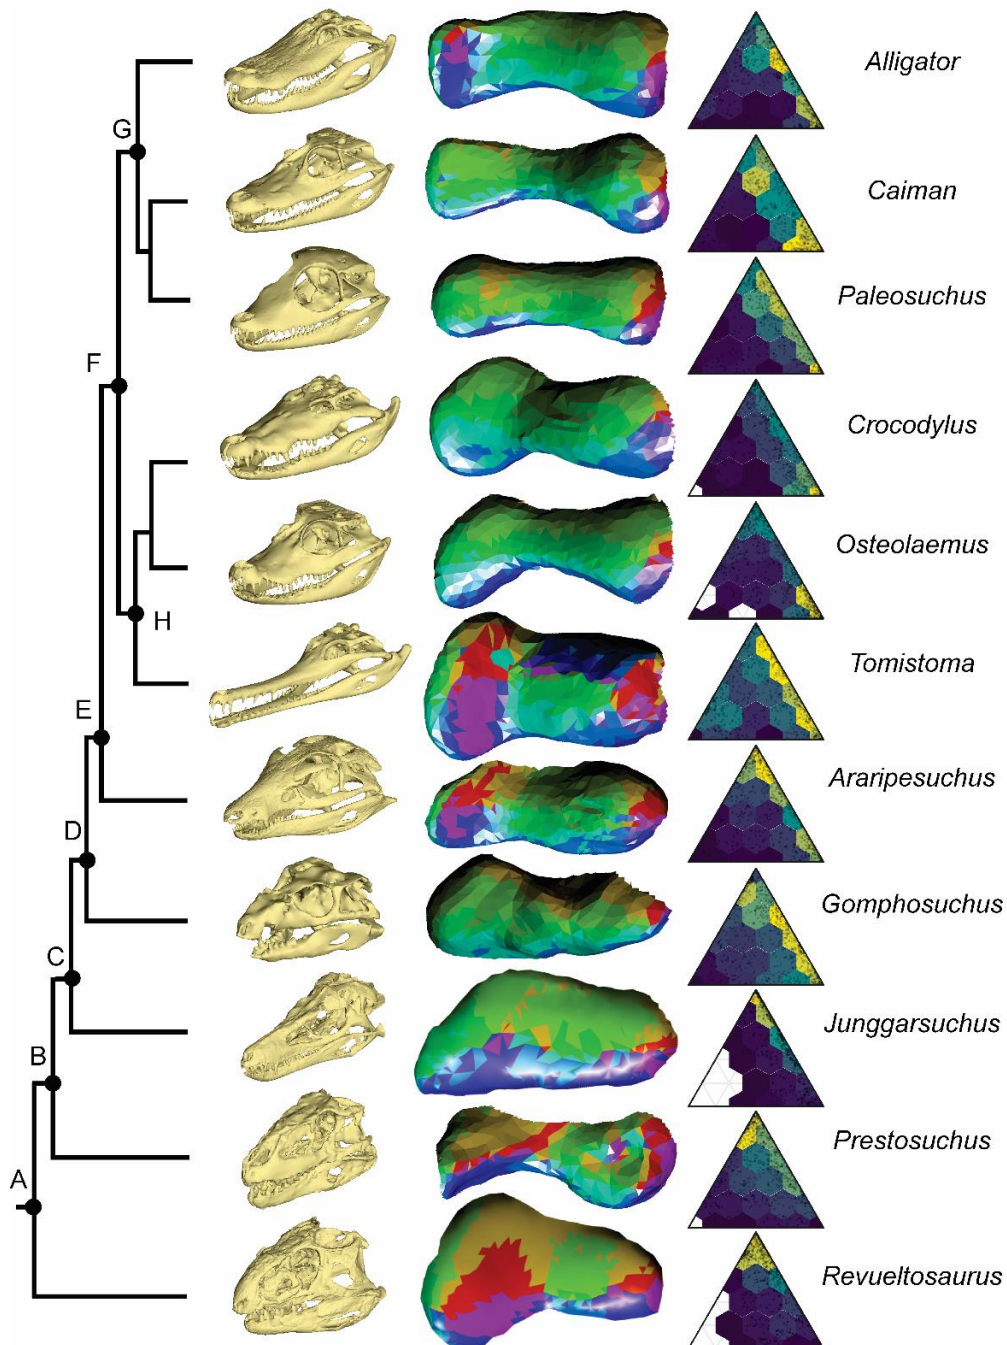 Alligator
G
Caiman
Paleosuchus
F
Crocodylus
Osteolaemus
H
Tomistoma
E
Araripesuchus
D
Gomphosuchus
C
Junggarsuchus
B
Prestosuchus
A
Revueltosaurus